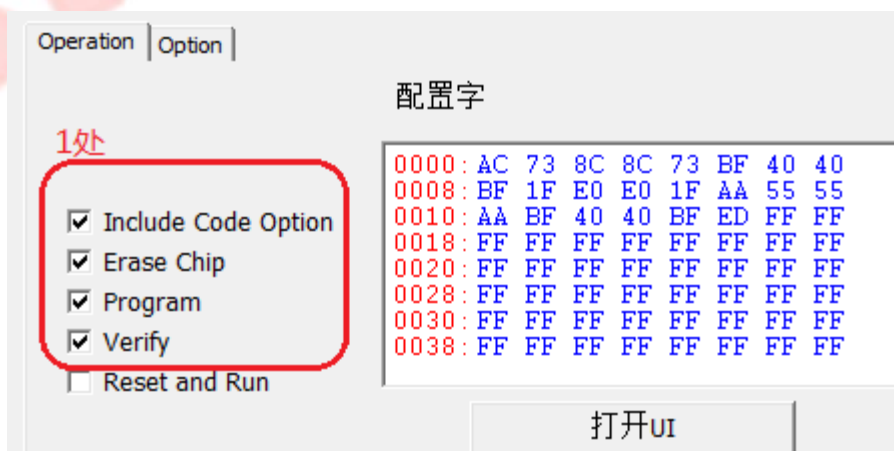 Operation Option
配置字
1处
0000: AC 73 8C 8C 73 BF 40 40
0008: BF 1F E0 E0 1F AA 55 55
0010: AA BF 40 40 BF ED FF FF
0018: FF FF FF FF FF FF FF FF
0020: FF FF FF FF FF FF FF FF
0028: FF FF FF FF FF FF FF FF
0030: FF FF FF FF FF FF FF FF
0038: FF FF FF FF FF FF FF FF
Include Code Option
Erase Chip
Program
Verify
Reset and Run
打开UI